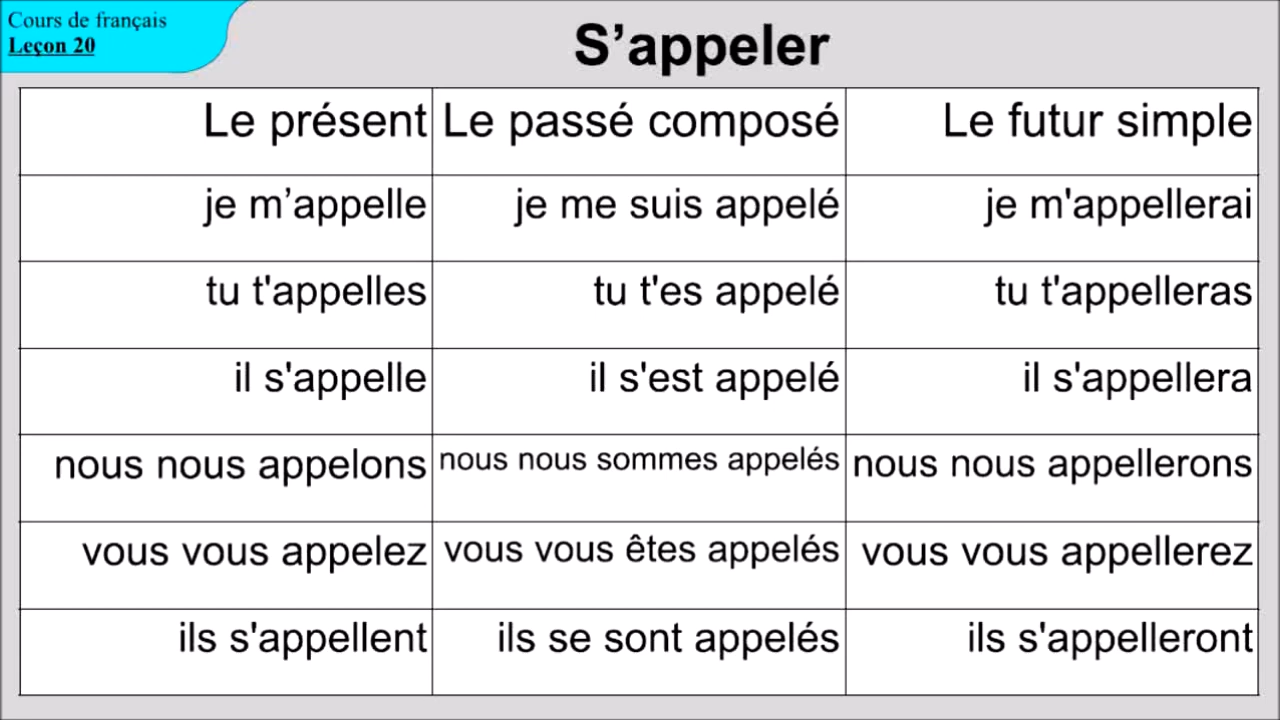 Cours de français
Leçon 20
S’appeler
Le présent Le passé composé Le futur simple
je m’appelle je me suis appelé je m'appellerai
tu t'appelles tu t'es appelé tu t'appelleras
il s'appelle il s'est appelé il s'appellera
nous nous appelons nous nous sommes appelés nous nous appellerons
vous vous appelez vous vous êtes appelés vous vous appellerez
ils s'appellent ils se sont appelés ils s'appelleront